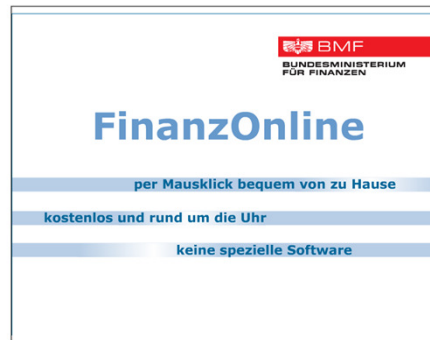 BMF
BUNDESMINISTERIUM
FÜR FINANZEN
FinanzOnline
per Mausklick bequem von zu Hause
kostenlos und rund um die Uhr
keine spezielle Software